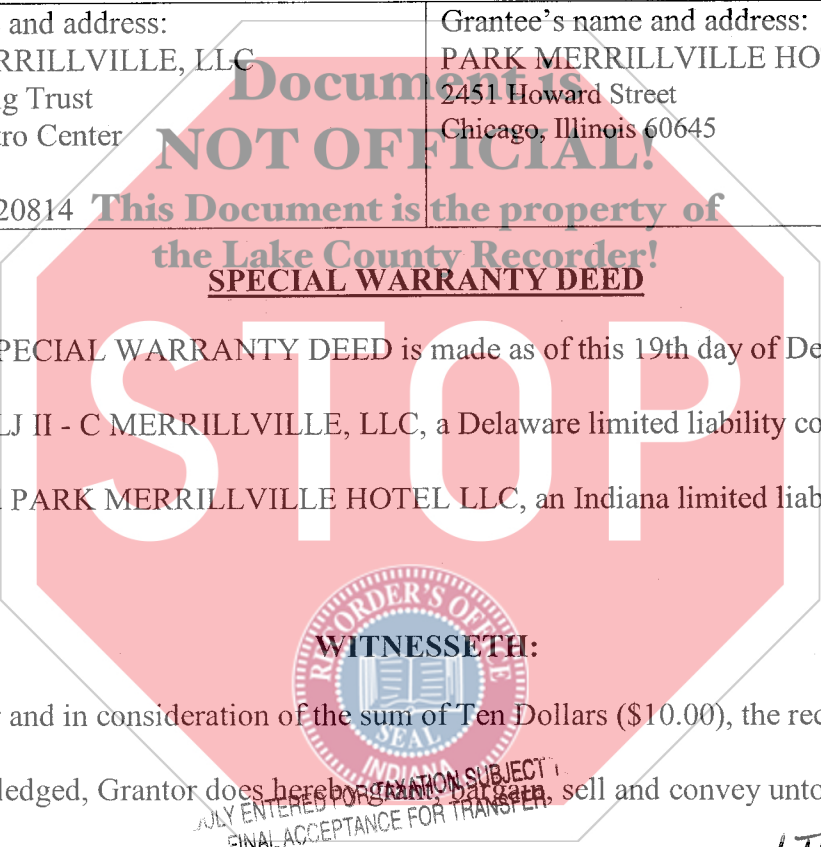 and address:
RRILLVILLE, LLC
g Trust
ro Center
20814
Grantee's name and address:
PARK MERRILLVILLE HO
2451 Howard Street
Chicago, Illinois 60645
Document is
NOT OFFICIAL!
This Document is the property of
the Lake County Recorder!
SPECIAL WARRANTY DEED
STOP
PECIAL WARRANTY DEED is made as of this 19th day of De
LJ II - C MERRILLVILLE, LLC, a Delaware limited liability co
PARK MERRILLVILLE HOTEL LLC, an Indiana limited liab
RECORDER'S OFFICE
SEAL
INDIANA
WITNESSETH:
and in consideration of the sum of Ten Dollars ($10.00), the rec
ledged, Grantor does hereby grant, bargain, sell and convey unto
ULY ENTERED FOR TAXATION SUBJECT
FINAL ACCEPTANCE FOR TRANSFER